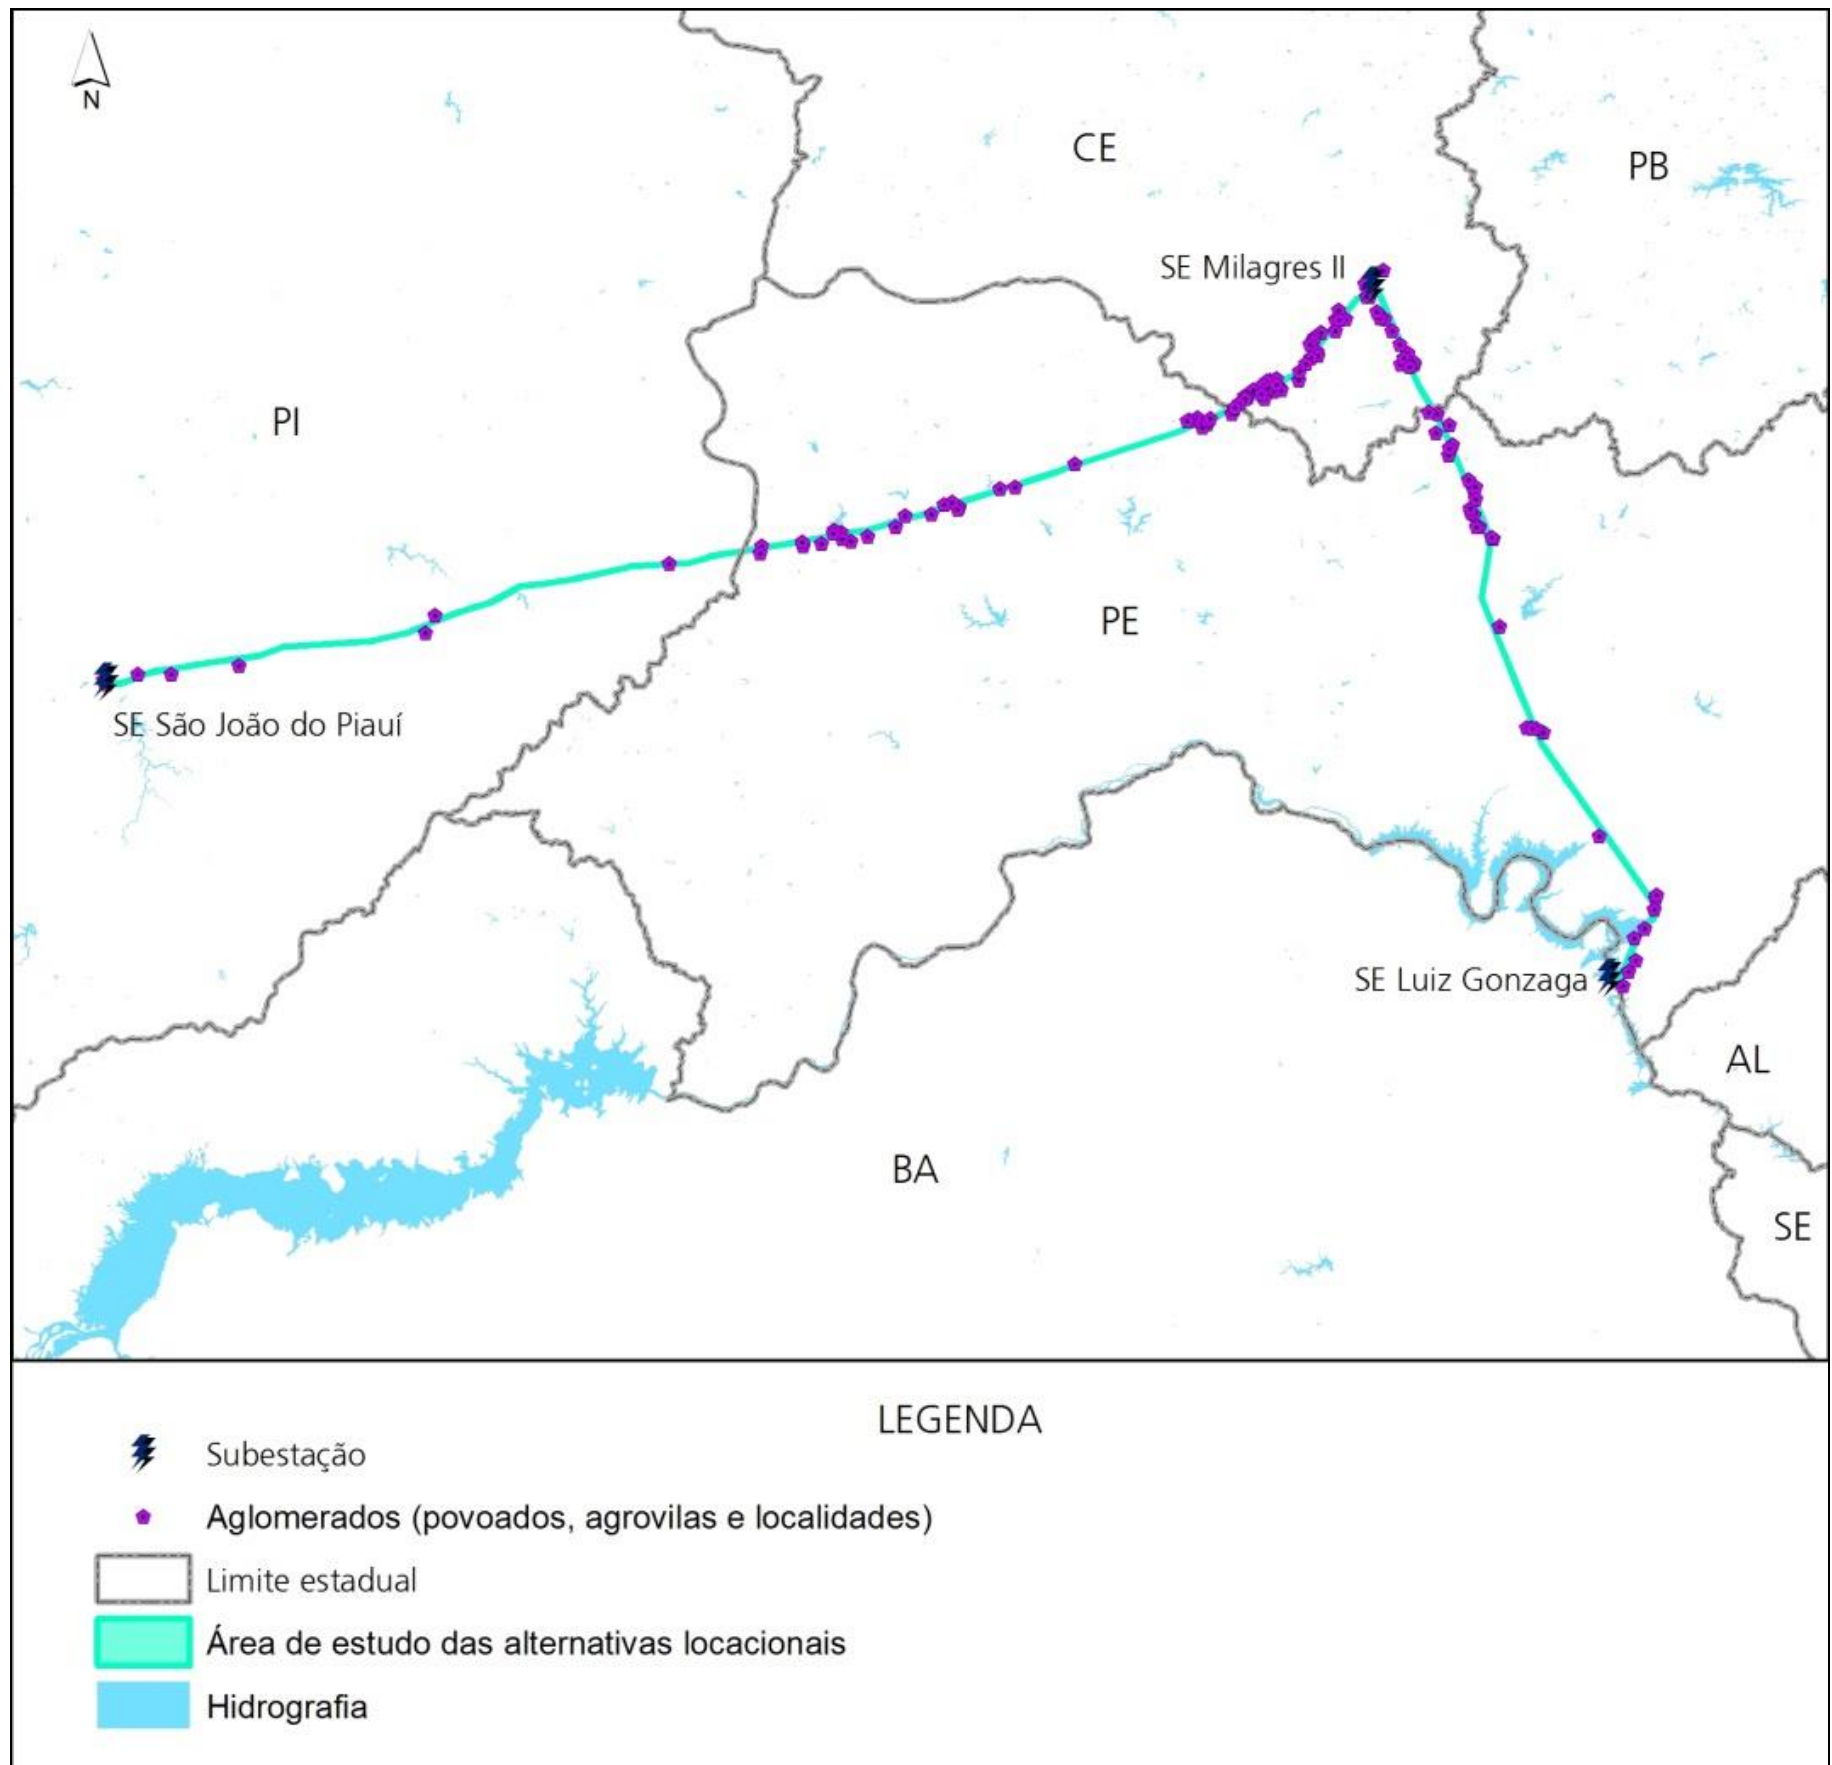 N
CE
PB
SE Milagres II
PI
PE
SE São João do Piauí
SE Luiz Gonzaga
AL
BA
SE
LEGENDA
Subestação
Aglomerados (povoados, agrovilas e localidades)
Limite estadual
Área de estudo das alternativas locacionais
Hidrografia